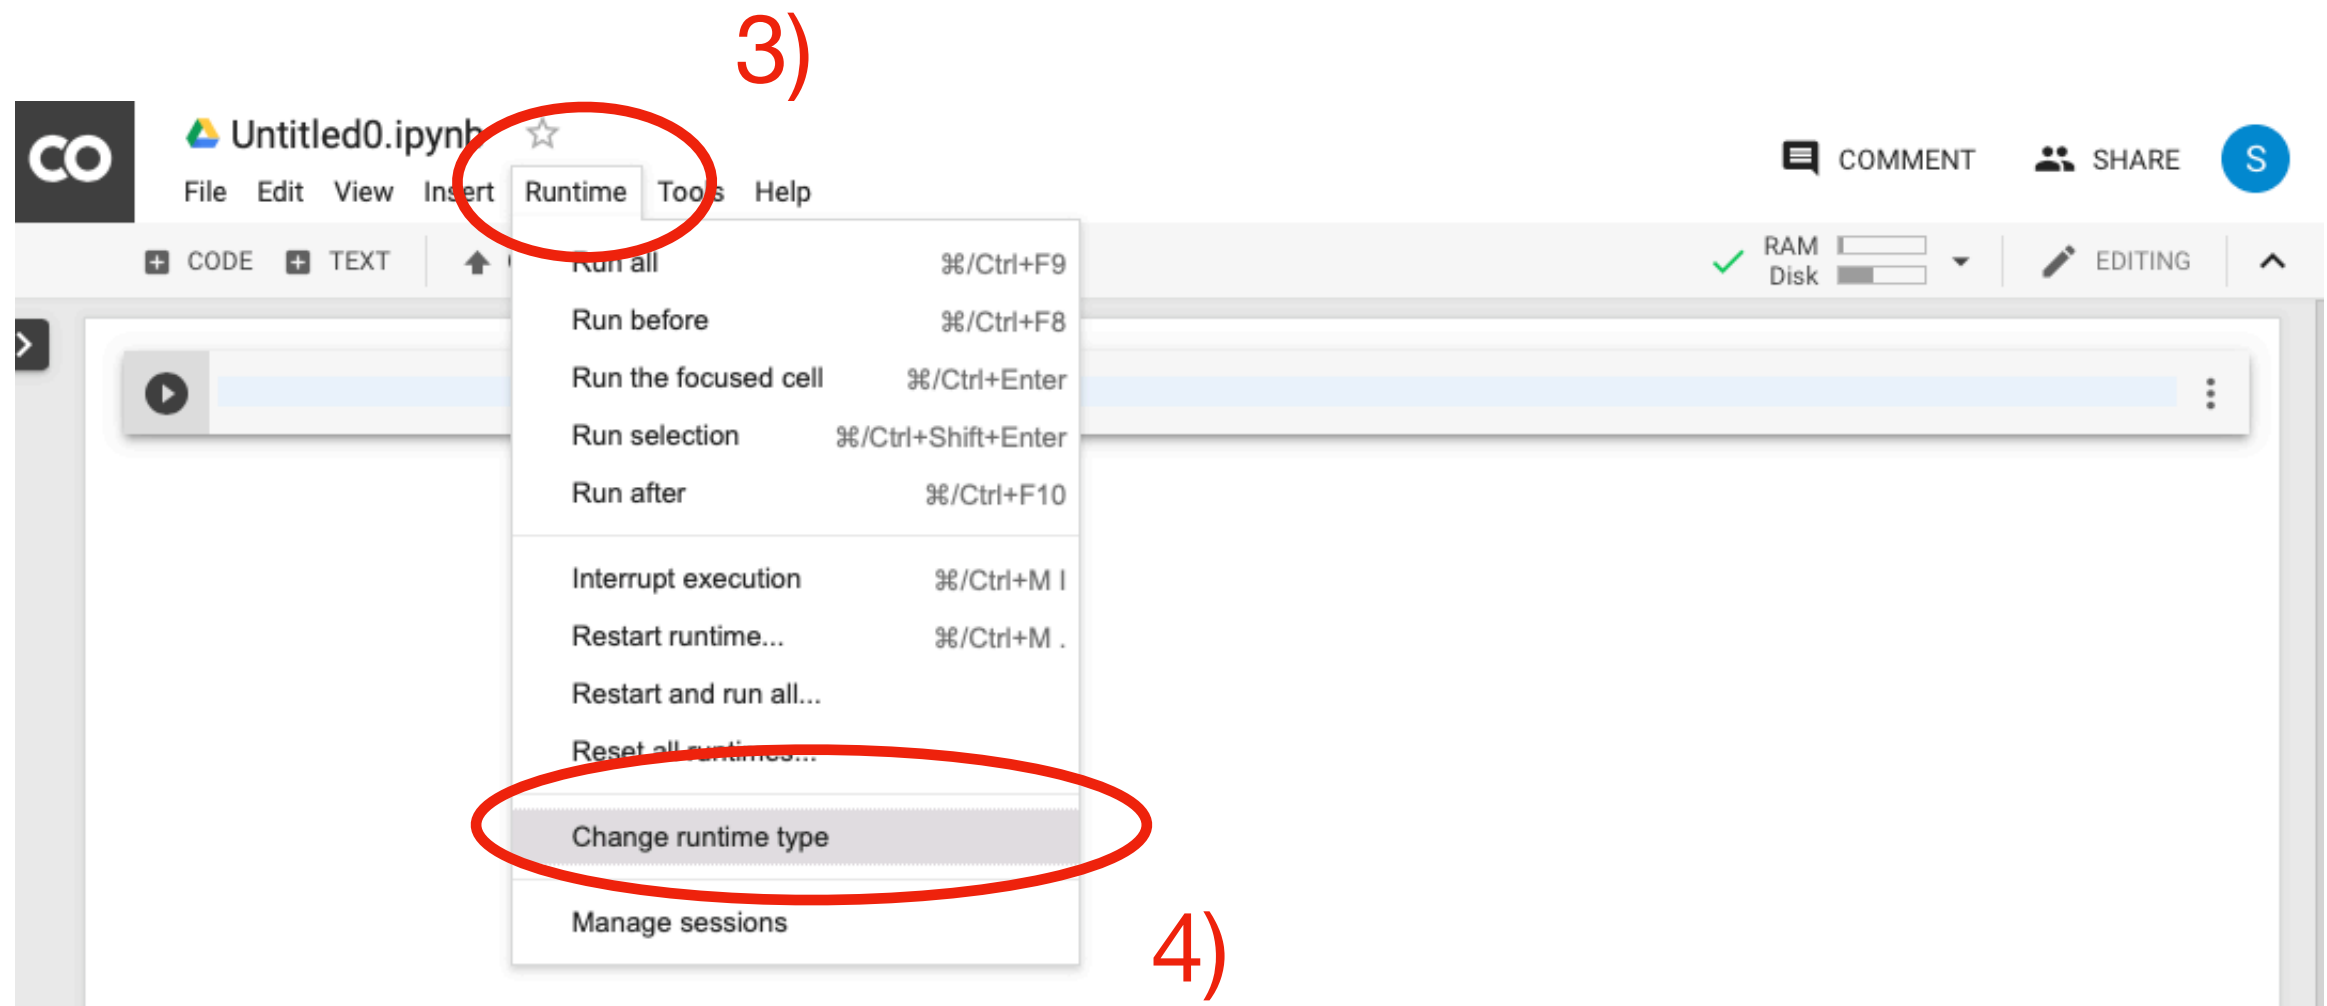 3)
CO
Untitled0.ipynb
File Edit View Insert Runtime Tools Help
COMMENT SHARE S
CODE TEXT
RAM
Disk
EDITING
Run all ⌘/Ctrl+F9
Run before ⌘/Ctrl+F8
Run the focused cell ⌘/Ctrl+Enter
Run selection ⌘/Ctrl+Shift+Enter
Run after ⌘/Ctrl+F10
Interrupt execution ⌘/Ctrl+M I
Restart runtime... ⌘/Ctrl+M .
Restart and run all...
Reset all runtimes...
Change runtime type
Manage sessions
4)